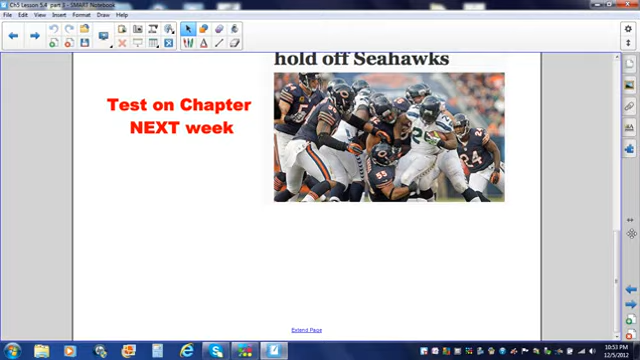 Ch5 Lesson 5.4 part 3 - SMART Notebook
File Edit View Insert Format Draw Help
hold off Seahawks
Test on Chapter
NEXT week
Extend Page
10:53 PM
12/5/2012